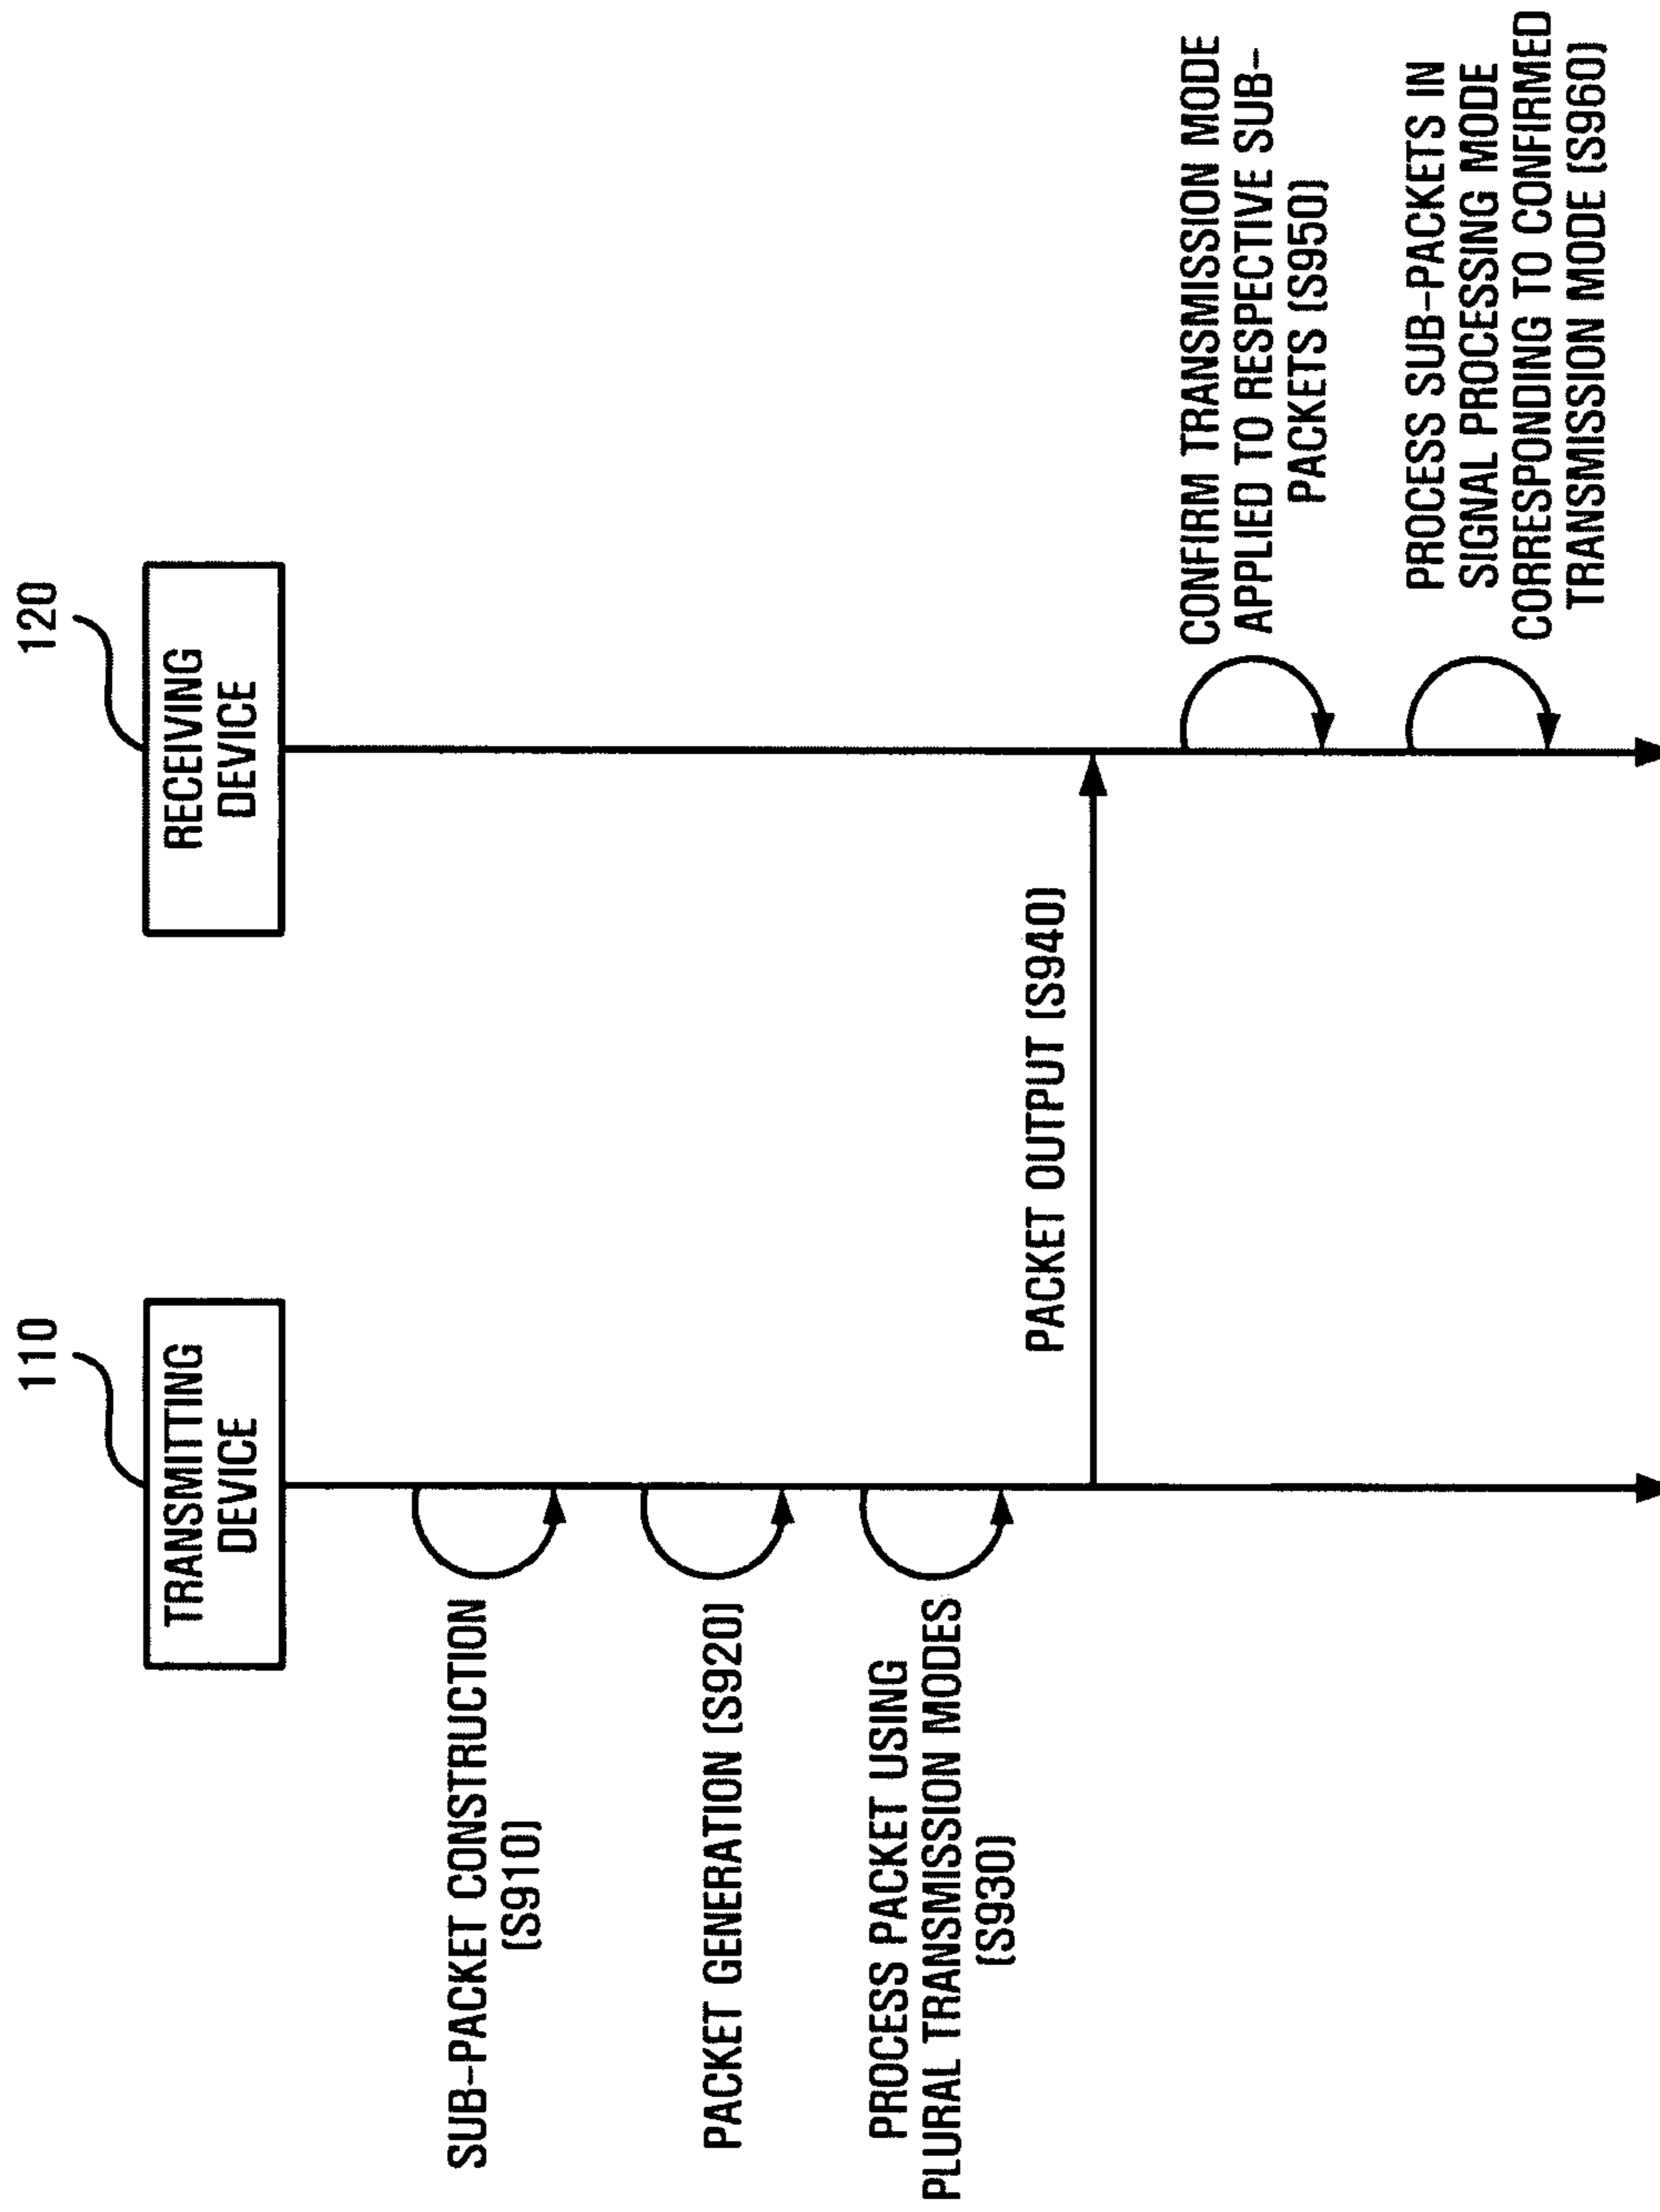 110
120
TRANSMITTING
DEVICE
RECEIVING
DEVICE
SUB-PACKET CONSTRUCTION
(S910)
PACKET GENERATION (S920)
PROCESS PACKET USING
PLURAL TRANSMISSION MODES
(S930)
PACKET OUTPUT (S940)
CONFIRM TRANSMISSION MODE
APPLIED TO RESPECTIVE SUB-
PACKETS (S950)
PROCESS SUB-PACKETS IN
SIGNAL PROCESSING MODE
CORRESPONDING TO CONFIRMED
TRANSMISSION MODE (S960)